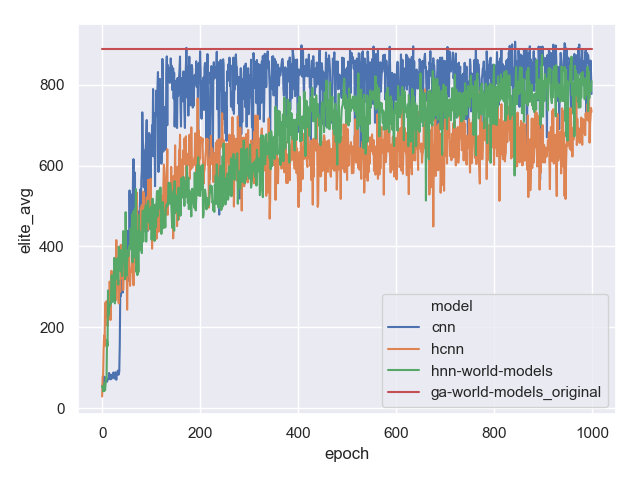 800
600
400
200
0
elite_avg
0
200
400
600
800
1000
epoch
model
cnn
hcnn
hnn-world-models
ga-world-models_original